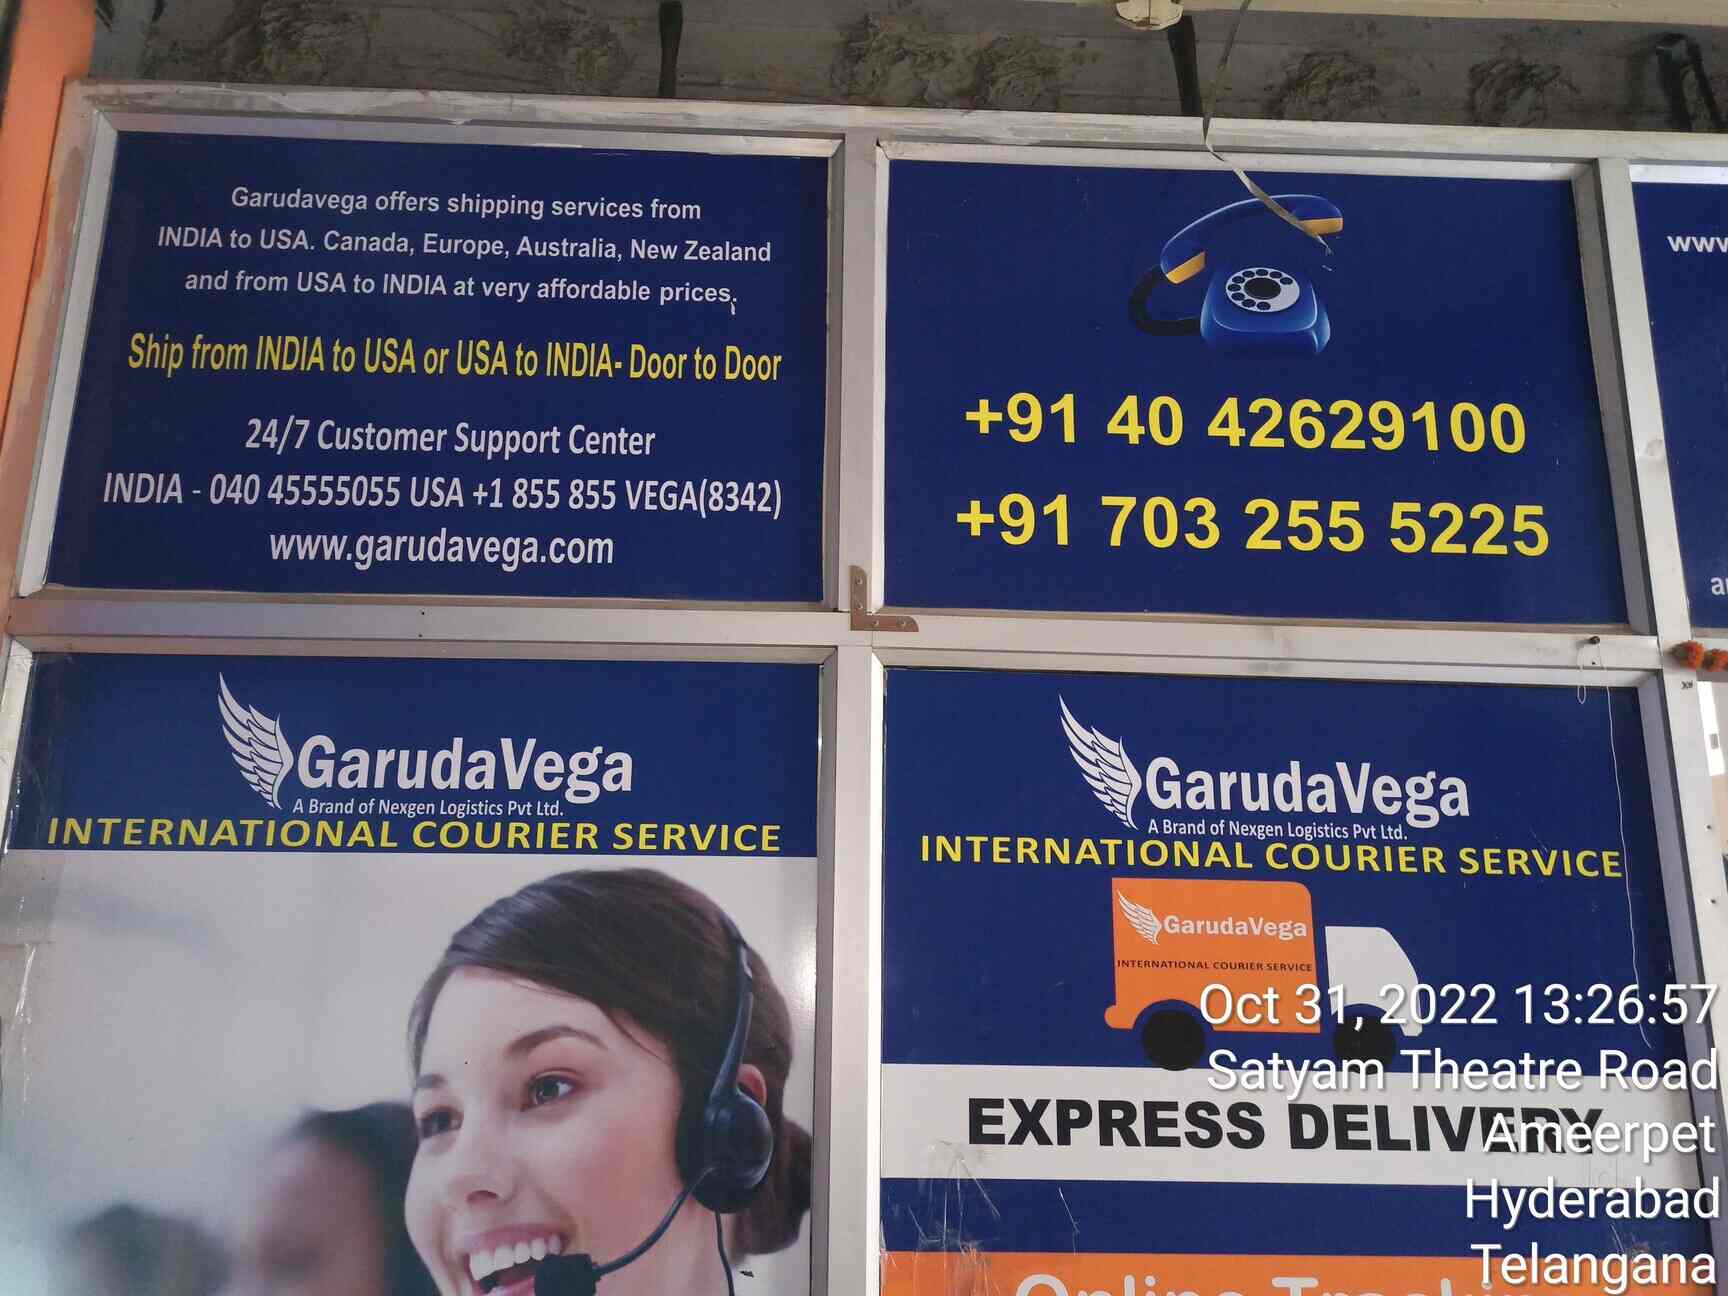 Garudavega offers shipping services from
INDIA to USA. Canada, Europe, Australia, New Zealand
and from USA to INDIA at very affordable prices.
Ship from INDIA to USA or USA to INDIA- Door to Door
24/7 Customer Support Center
INDIA - 040 45555055 USA +1 855 855 VEGA(8342)
www.garudavega.com
+91 40 42629100
+91 703 255 5225
GarudaVega
A Brand of Nexgen Logistics Pvt Ltd.
INTERNATIONAL COURIER SERVICE
GarudaVega
A Brand of Nexgen Logistics Pvt Ltd.
INTERNATIONAL COURIER SERVICE
GarudaVega
INTERNATIONAL COURIER SERVICE
EXPRESS DELIVERY
Online
Oct 31, 2022 13:26:57
Satyam Theatre Road
Ameerpet
Hyderabad
Telangana